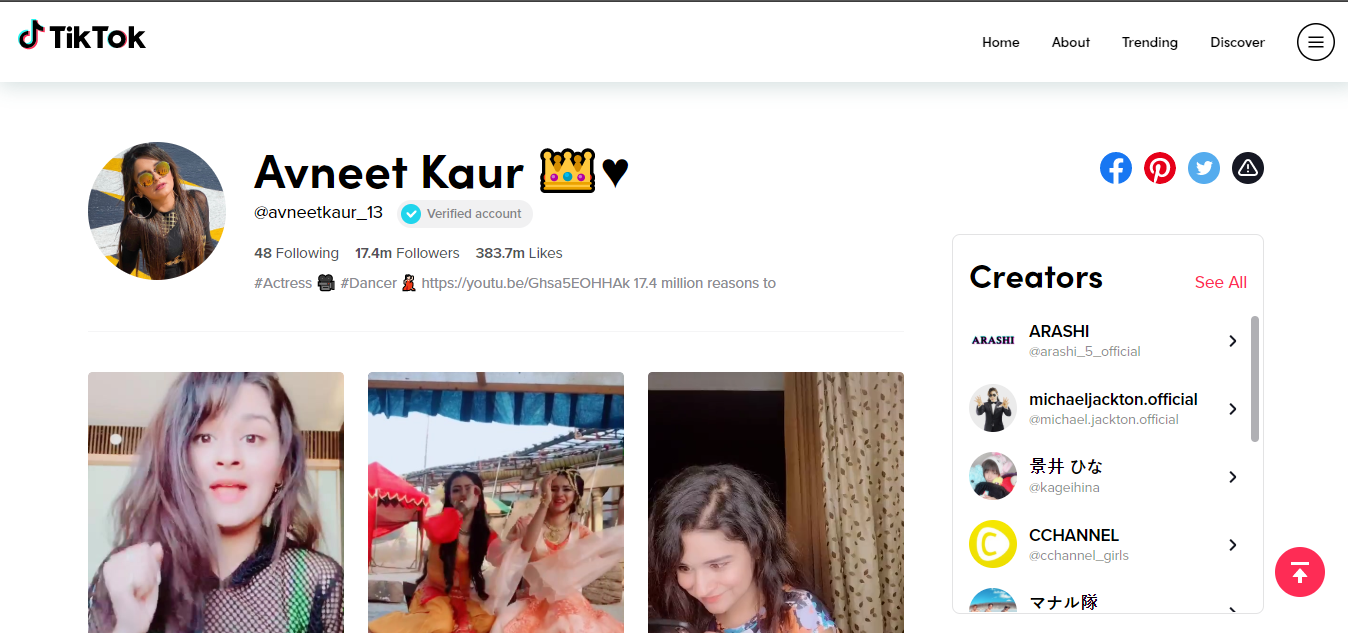 TikTok
Home About Trending Discover
Avneet Kaur 👑♥
@avneetkaur_13 Verified account
48 Following 17.4m Followers 383.7m Likes
#Actress 🎥 #Dancer 💃 https://youtu.be/Ghsa5EOHHAk 17.4 million reasons to
Creators See All
ARASHI
ARASHI
@arashi_5_official
michaeljackton.official
@michael.jackton.official
景井 ひな
@kageihina
C
CCHANNEL
@cchannel_girls
マナル隊